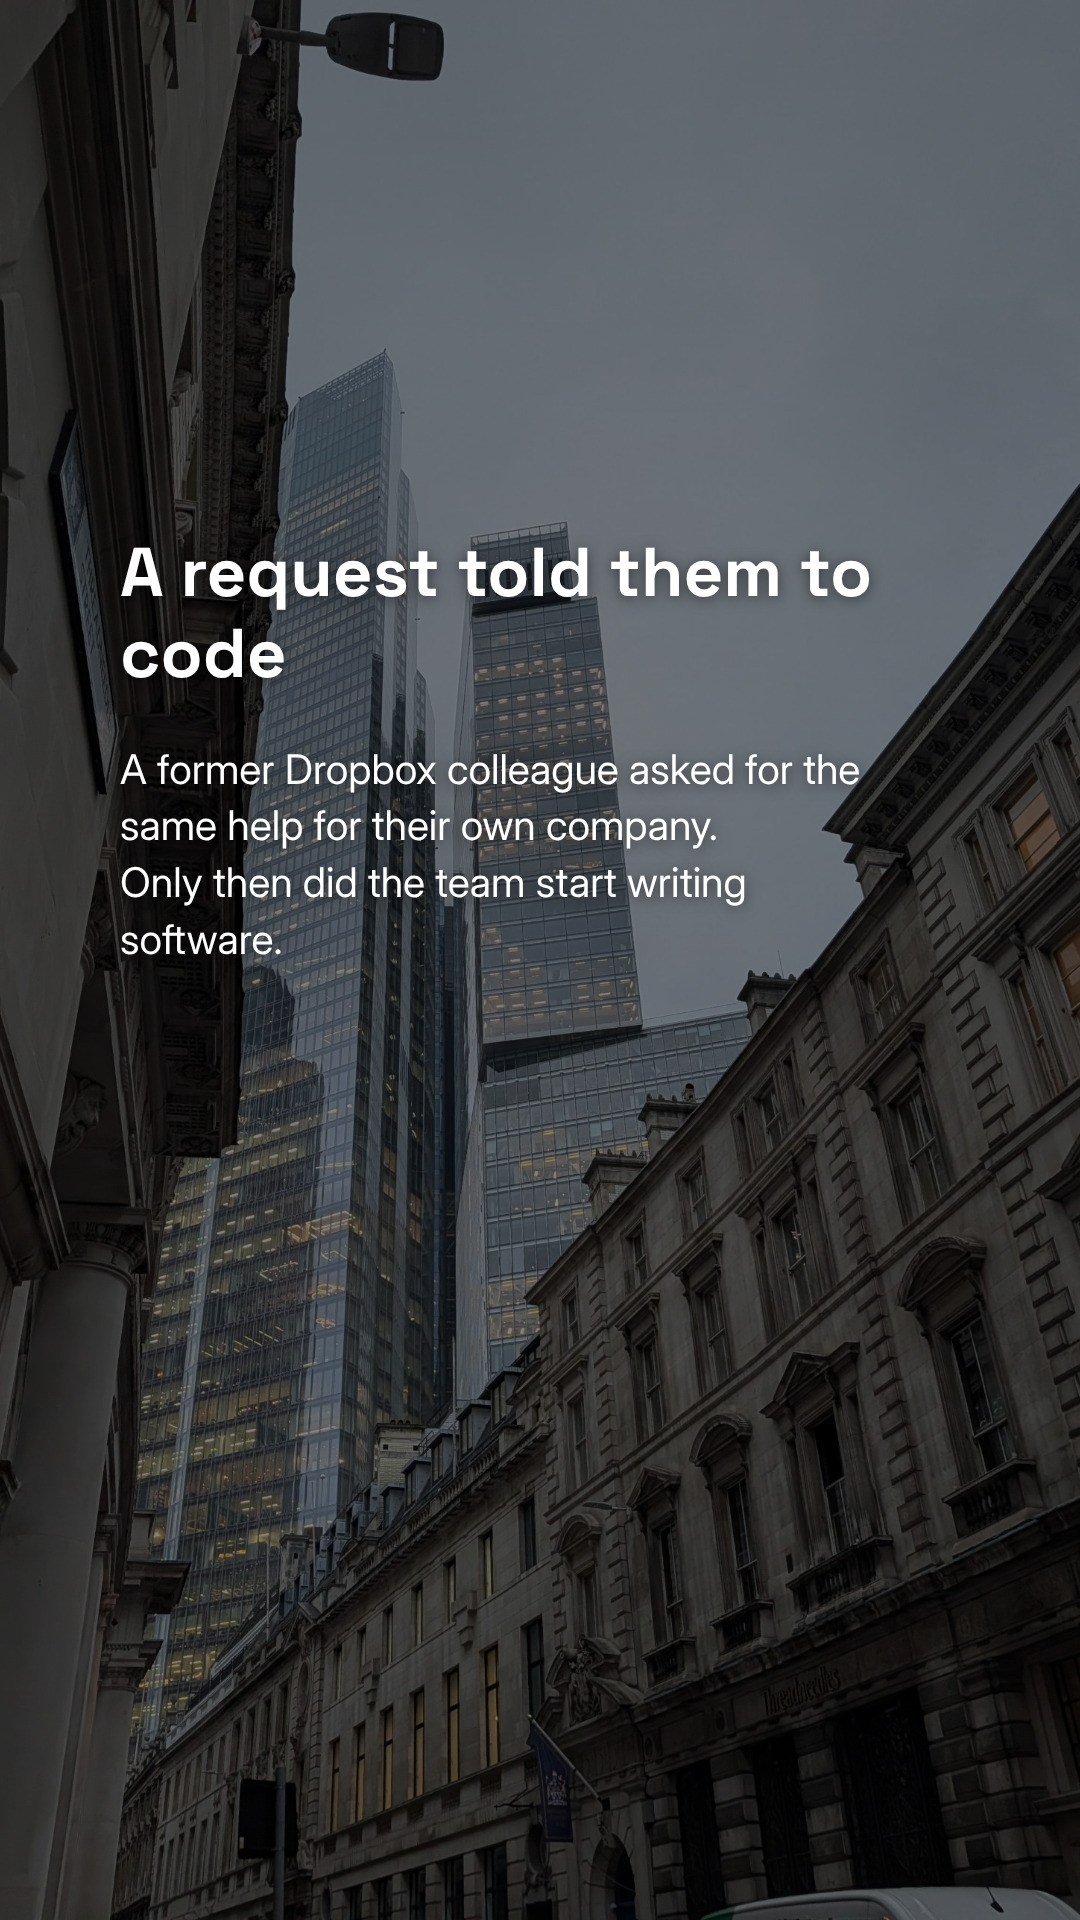 A request told them to
code
A former Dropbox colleague asked for the
same help for their own company.
Only then did the team start writing
software.
Threadneedles